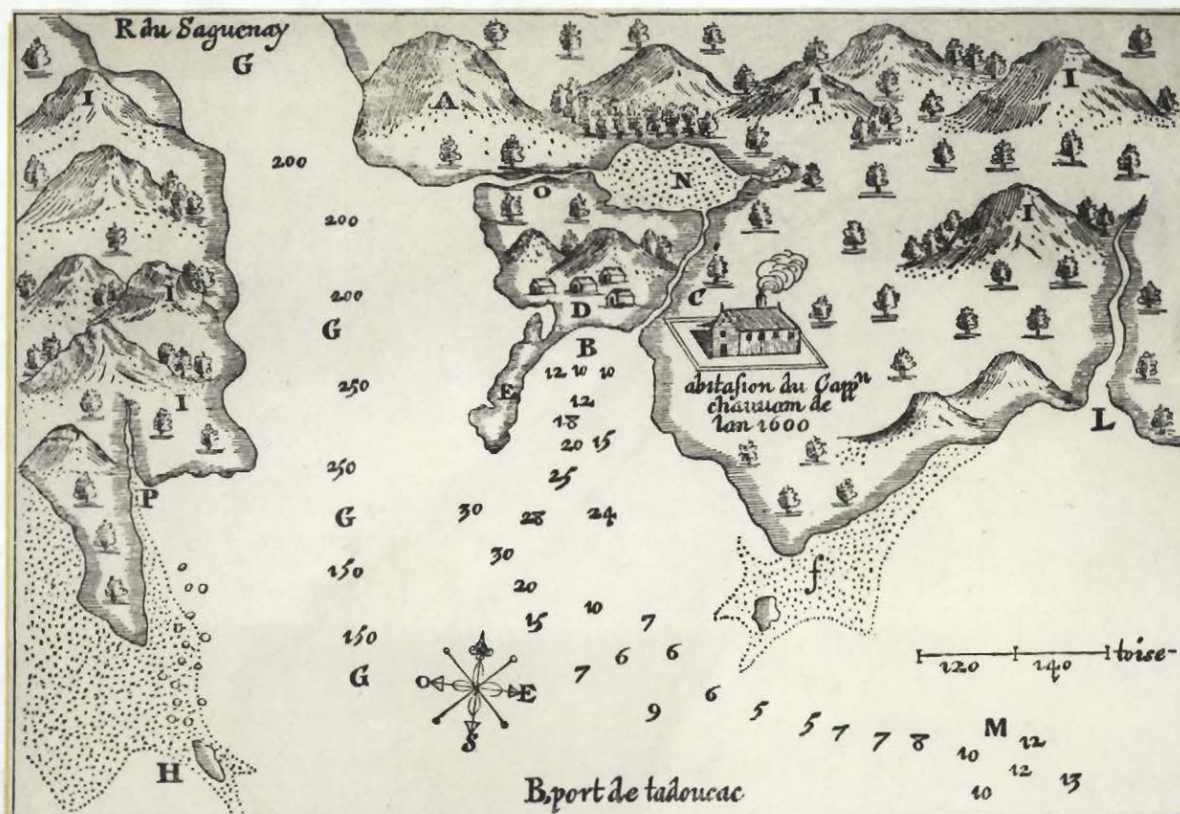 R du Saguenay
G
A
I
I
I
200
N
O
200
I
200
I
C
D
G
B
12 10 10
250
I
E
abitasion du Capp^n
chauuam de
lan 1600
12
18
20 15
L
250
25
P
G
30
28
24
30
150
f
20
10
15
7
150
6
6
120
140
toise-
G
7
O
E
6
S
9
5
5
7
7
8
M
10
12
H
12
13
10
B, port de tadoucac